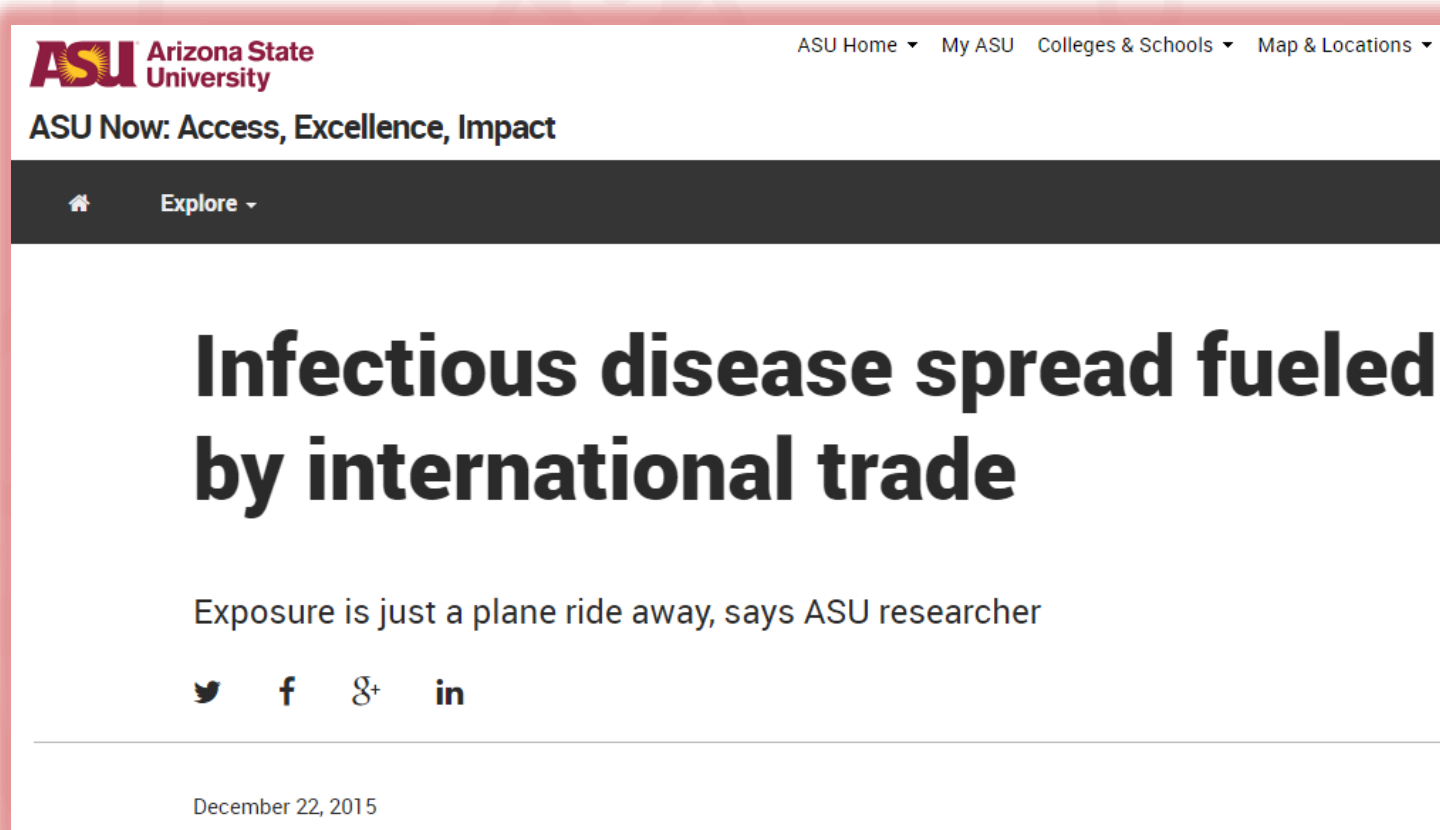 ASU Arizona State
University
ASU Home My ASU Colleges & Schools Map & Locations
ASU Now: Access, Excellence, Impact
Explore
Infectious disease spread fueled
by international trade
Exposure is just a plane ride away, says ASU researcher
f g+ in
December 22, 2015